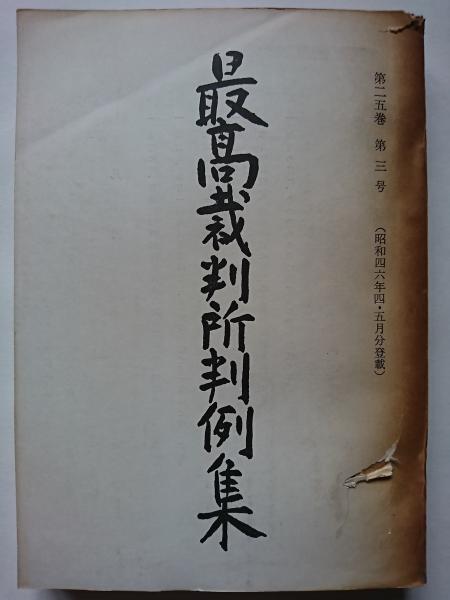 第二五巻 第三号
（昭和四六年四・五月分登載）
最高裁判所判例集